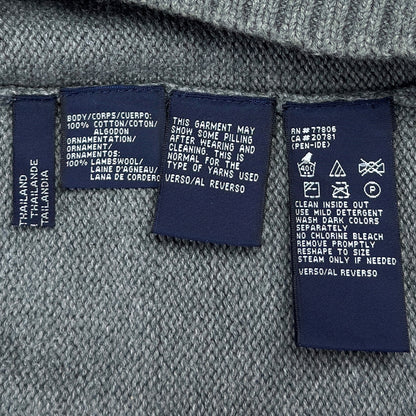 THAILAND
THAILANDE
TAILANDIA
BODY/CORPS/CUERPO:
100% COTTON/COTON/
ALGODON
ORNAMENTATION/
ORNEMENT/
ORNAMENTOS:
100% LAMBSWOOL/
LAINE D'AGNEAU/
LANA DE CORDERO
THIS GARMENT MAY
SHOW SOME PILLING
AFTER WEARING AND
CLEANING. THIS IS
NORMAL FOR THE
TYPE OF YARNS USED
VERSO/AL REVERSO
RN#77806
CA#20781
(PEN-IDE)
CLEAN INSIDE OUT
USE MILD DETERGENT
WASH DARK COLORS
SEPARATELY
NO CHLORINE BLEACH
REMOVE PROMPTLY
RESHAPE TO SIZE
STEAM ONLY IF NEEDED
VERSO/AL REVERSO